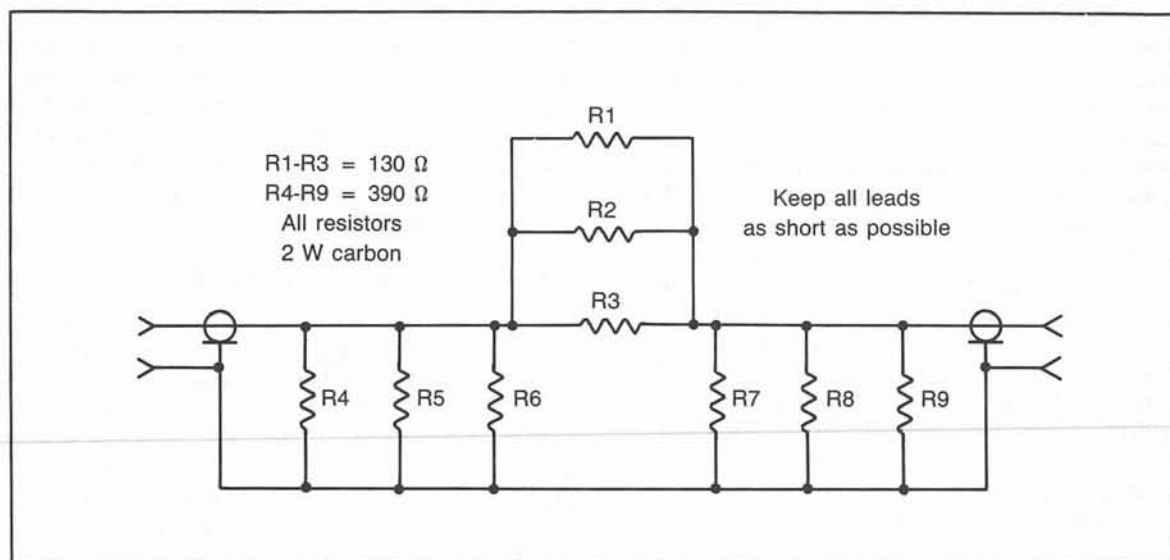 R1
R1-R3 = 130 Ω
R4-R9 = 390 Ω
All resistors
2 W carbon
R2
Keep all leads
as short as possible
R3
R4
R5
R6
R7
R8
R9